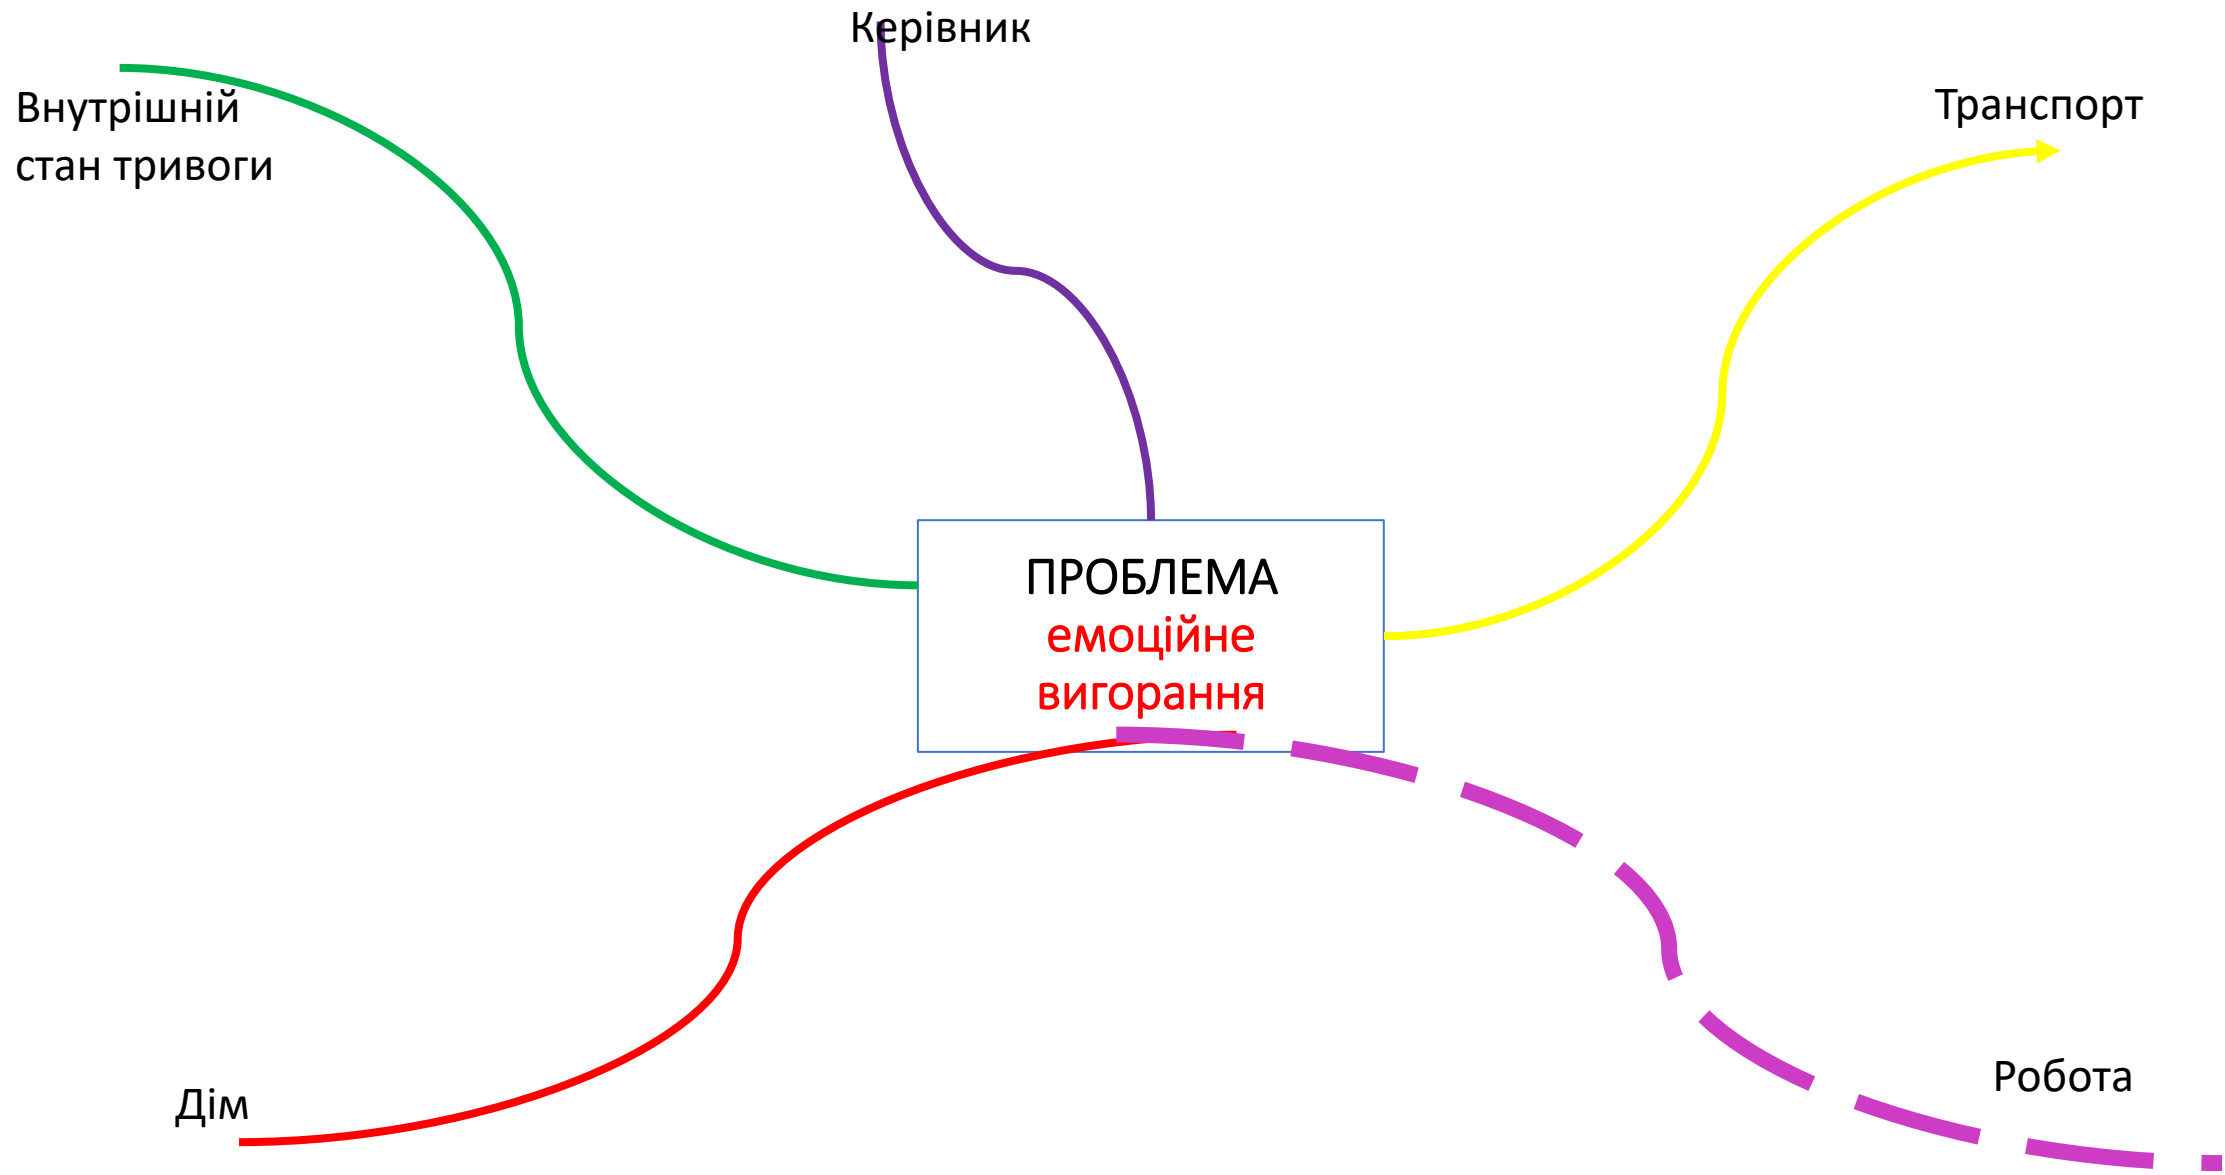 Керівник
Внутрішній
стан тривоги
Транспорт
ПРОБЛЕМА
емоційне
вигорання
Дім
Робота